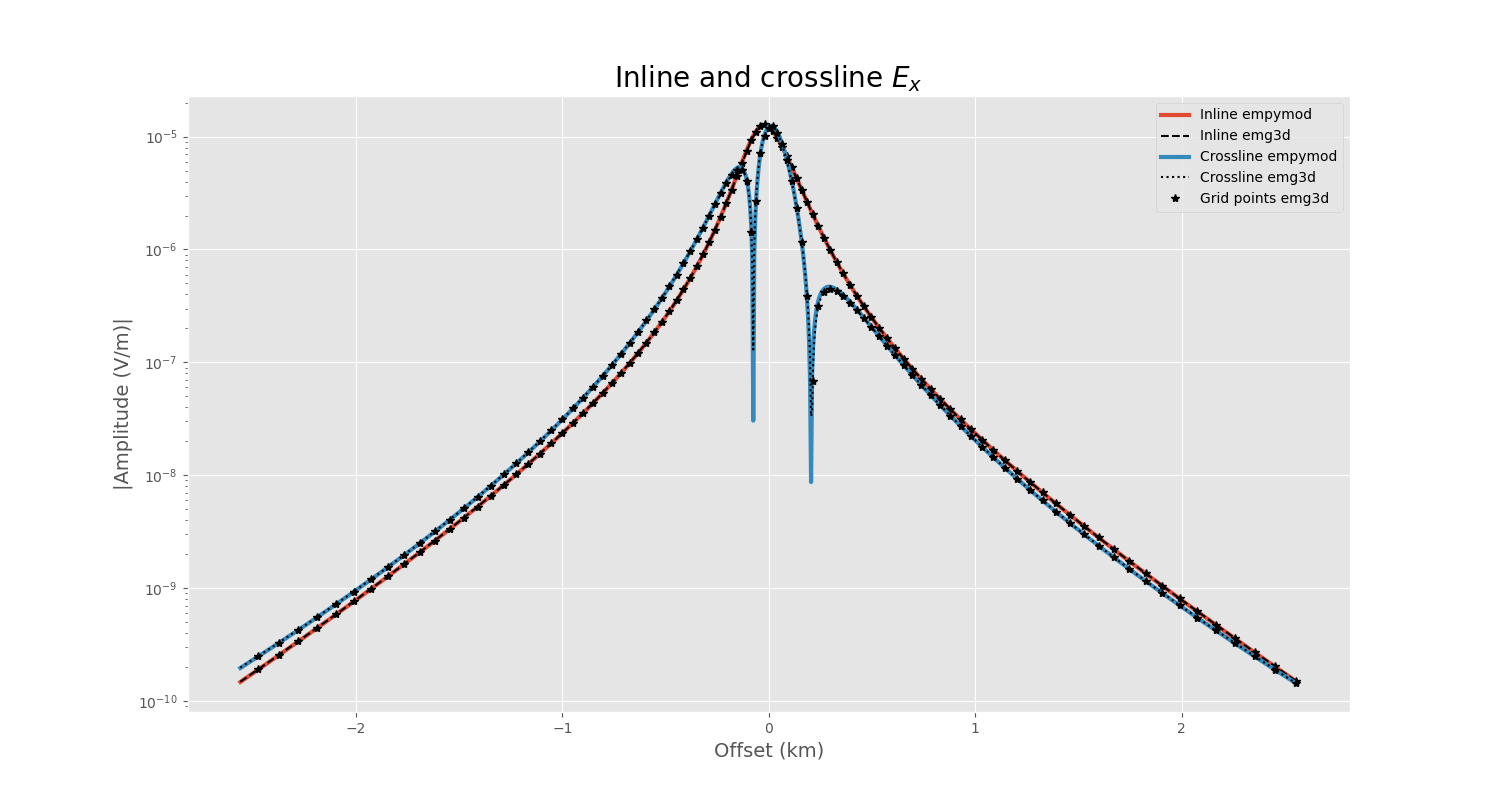 Inline and crossline $E_x$
Inline empymod
Inline emg3d
Crossline empymod
Crossline emg3d
Grid points emg3d
|Amplitude (V/m)|
10⁻⁵
10⁻⁶
10⁻⁷
10⁻⁸
10⁻⁹
10⁻¹⁰
−2 −1 0 1 2
Offset (km)